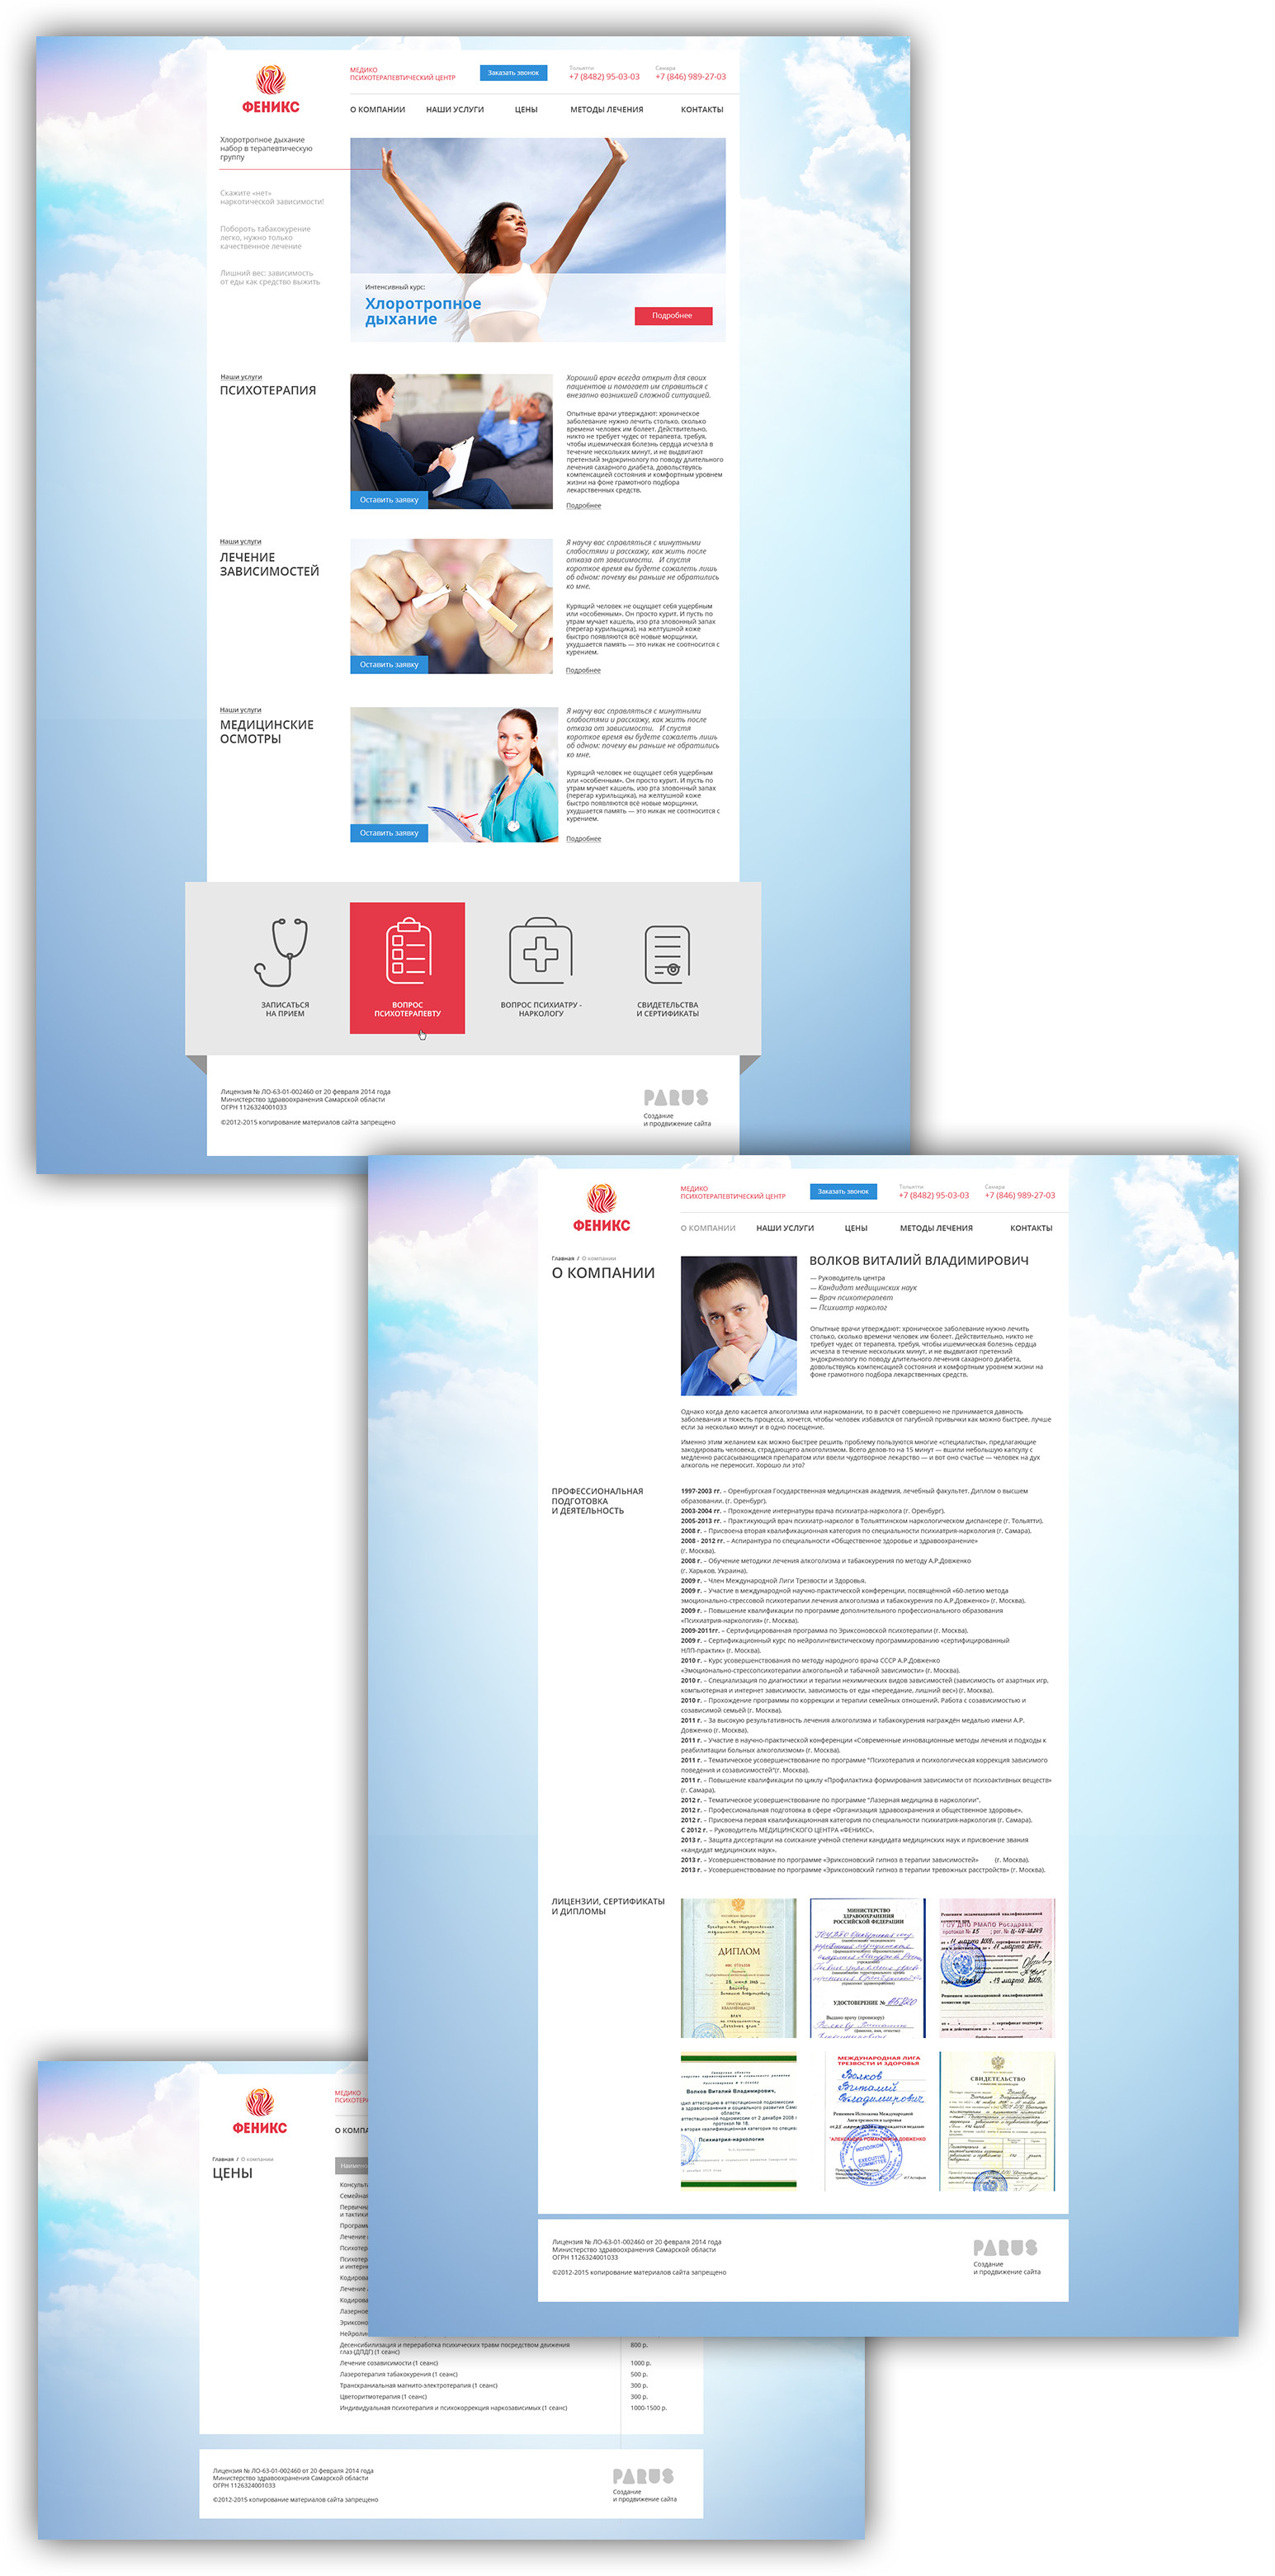 ФЕНИКС
МЕДИКО
ПСИХОТЕРАПЕВТИЧЕСКИЙ ЦЕНТР
Заказать звонок
Тольятти
+7 (8482) 95-03-03
Самара
+7 (846) 989-27-03
О КОМПАНИИ
НАШИ УСЛУГИ
ЦЕНЫ
МЕТОДЫ ЛЕЧЕНИЯ
КОНТАКТЫ
Хлоротропное дыхание
набор в терапевтическую
группу
Скажите «нет»
наркотической зависимости!
Побороть табакокурение
легко, нужно только
качественное лечение
Лишний вес: зависимость
от еды как средство выжить
Интенсивный курс:
Хлоротропное
дыхание
Подробнее
Наши услуги
ПСИХОТЕРАПИЯ
Оставить заявку
Хороший врач всегда открыт для своих
пациентов и помогает им справиться с
внезапно возникшей сложной ситуацией.
Опытные врачи утверждают: хроническое
заболевание нужно лечить столько, сколько
времени человек им болеет. Действительно,
никто не требует чудес от терапевта, требуя,
чтобы ишемическая болезнь сердца исчезла в
течение нескольких минут, и не выдвигают
претензий эндокринологу по поводу длительного
лечения сахарного диабета, довольствуясь
компенсацией состояния и комфортным уровнем
жизни на фоне грамотного подбора
лекарственных средств.
Подробнее
Наши услуги
ЛЕЧЕНИЕ
ЗАВИСИМОСТЕЙ
Оставить заявку
Я научу вас справляться с минутными
слабостями и расскажу, как жить после
отказа от зависимости. И спустя
короткое время вы будете сожалеть лишь
об одном: почему вы раньше не обратились
ко мне.
Курящий человек не ощущает себя ущербным
или «особенным». Он просто курит. И пусть по
утрам мучает кашель, изо рта зловонный запах
(перегар курильщика), на желтушной коже
быстро появляются всё новые морщинки,
ухудшается память — это никак не соотносится с
курением.
Подробнее
Наши услуги
МЕДИЦИНСКИЕ
ОСМОТРЫ
Оставить заявку
Я научу вас справляться с минутными
слабостями и расскажу, как жить после
отказа от зависимости. И спустя
короткое время вы будете сожалеть лишь
об одном: почему вы раньше не обратились
ко мне.
Курящий человек не ощущает себя ущербным
или «особенным». Он просто курит. И пусть по
утрам мучает кашель, изо рта зловонный запах
(перегар курильщика), на желтушной коже
быстро появляются всё новые морщинки,
ухудшается память — это никак не соотносится с
курением.
Подробнее
ЗАПИСАТЬСЯ
НА ПРИЕМ
ВОПРОС
ПСИХОТЕРАПЕВТУ
ВОПРОС ПСИХИАТРУ -
НАРКОЛОГУ
СВИДЕТЕЛЬСТВА
И СЕРТИФИКАТЫ
Лицензия № ЛО-63-01-002460 от 20 февраля 2014 года
Министерство здравоохранения Самарской области
ОГРН 1126324001033
©2012-2015 копирование материалов сайта запрещено
PARUS
Создание
и продвижение сайта
ФЕНИКС
МЕДИКО
ПСИХОТЕРАПЕВТИЧЕСКИЙ ЦЕНТР
Заказать звонок
Тольятти
+7 (8482) 95-03-03
Самара
+7 (846) 989-27-03
О КОМПАНИИ
НАШИ УСЛУГИ
ЦЕНЫ
МЕТОДЫ ЛЕЧЕНИЯ
КОНТАКТЫ
Главная / О компании
О КОМПАНИИ
ВОЛКОВ ВИТАЛИЙ ВЛАДИМИРОВИЧ
— Руководитель центра
— Кандидат медицинских наук
— Врач психотерапевт
— Психиатр нарколог
Опытные врачи утверждают: хроническое заболевание нужно лечить
столько, сколько времени человек им болеет. Действительно, никто не
требует чудес от терапевта, требуя, чтобы ишемическая болезнь сердца
исчезла в течение нескольких минут, и не выдвигают претензий
эндокринологу по поводу длительного лечения сахарного диабета,
довольствуясь компенсацией состояния и комфортным уровнем жизни на
фоне грамотного подбора лекарственных средств.
Однако когда дело касается алкоголизма или наркомании, то в расчёт совершенно не принимается давность
заболевания и тяжесть процесса, хочется, чтобы человек избавился от пагубной привычки как можно быстрее, лучше
если за несколько минут и в одно посещение.
Именно этим желанием как можно быстрее решить проблему пользуются многие «специалисты», предлагающие
закодировать человека, страдающего алкоголизмом. Всего делов-то на 15 минут — вшили небольшую капсулу с
медленно рассасывающимся препаратом или ввели чудотворное лекарство — и вот оно счастье — человек на дух
алкоголь не переносит. Хорошо ли это?
ПРОФЕССИОНАЛЬНАЯ
ПОДГОТОВКА
И ДЕЯТЕЛЬНОСТЬ
1997-2003 гг. – Оренбургская Государственная медицинская академия, лечебный факультет. Диплом о высшем
образовании. (г. Оренбург).
2003-2004 гг. – Прохождение интернатуры врача психиатра-нарколога (г. Оренбург).
2005-2013 гг. – Практикующий врач психиатр-нарколог в Тольяттинском наркологическом диспансере (г. Тольятти).
2008 г. – Присвоена вторая квалификационная категория по специальности психиатрия-наркология (г. Самара).
2008 - 2012 гг. – Аспирантура по специальности «Общественное здоровье и здравоохранение»
(г. Москва).
2008 г. – Обучение методики лечения алкоголизма и табакокурения по методу А.Р.Довженко
(г. Харьков, Украина).
2009 г. – Член Международной Лиги Трезвости и Здоровья.
2009 г. – Участие в международной научно-практической конференции, посвящённой «60-летию метода
эмоционально-стрессовой психотерапии лечения алкоголизма и табакокурения по А.Р.Довженко» (г. Москва).
2009 г. – Повышение квалификации по программе дополнительного профессионального образования
«Психиатрия-наркология» (г. Москва).
2009-2011гг. – Сертифицированная программа по Эриксоновской психотерапии (г. Москва).
2009 г. – Сертификационный курс по нейролингвистическому программированию «сертифицированный
НЛП-практик» (г. Москва).
2010 г. – Курс усовершенствования по методу народного врача СССР А.Р.Довженко
«Эмоционально-стрессопсихотерапии алкогольной и табачной зависимости» (г. Москва).
2010 г. – Специализация по диагностики и терапии нехимических видов зависимостей (зависимость от азартных игр,
компьютерная и интернет зависимости, зависимость от еды «переедание, лишний вес») (г. Москва).
2010 г. – Прохождение программы по коррекции и терапии семейных отношений. Работа с созависимостью и
созависимой семьёй (г. Москва).
2011 г. – За высокую результативность лечения алкоголизма и табакокурения награждён медалью имени А.Р.
Довженко (г. Москва).
2011 г. – Участие в научно-практической конференции «Современные инновационные методы лечения и подходы к
реабилитации больных алкоголизмом» (г. Москва).
2011 г. – Тематическое усовершенствование по программе "Психотерапия и психологическая коррекция зависимого
поведения и созависимостей"(г. Москва).
2011 г. – Повышение квалификации по циклу «Профилактика формирования зависимости от психоактивных веществ»
(г. Самара).
2012 г. – Тематическое усовершенствование по программе "Лазерная медицина в наркологии".
2012 г. – Профессиональная подготовка в сфере «Организация здравоохранения и общественное здоровье».
2012 г. – Присвоена первая квалификационная категория по специальности психиатрия-наркология (г. Самара).
С 2012 г. – Руководитель МЕДИЦИНСКОГО ЦЕНТРА «ФЕНИКС».
2013 г. – Защита диссертации на соискание ученой степени кандидата медицинских наук и присвоение звания
«кандидат медицинских наук».
2013 г. – Усовершенствование по программе «Эриксоновский гипноз в терапии зависимостей» (г. Москва).
2013 г. – Усовершенствование по программе «Эриксоновский гипноз в терапии тревожных расстройств» (г. Москва).
ЛИЦЕНЗИИ, СЕРТИФИКАТЫ
И ДИПЛОМЫ
ДИПЛОМ
МИНИСТЕРСТВО
ЗДРАВООХРАНЕНИЯ
РОССИЙСКОЙ ФЕДЕРАЦИИ
УДОСТОВЕРЕНИЕ №
Выдано врачу (провизору)
ГОУ ДПО РМАПО Росздрава
Волков Виталий Владимирович,
Психиатрия-наркология
МЕЖДУНАРОДНАЯ ЛИГА
ТРЕЗВОСТИ И ЗДОРОВЬЯ
Волков
Виталий
Владимирович
ИСПОЛКОМ
EXECUTIVE
COMMITTEE
СВИДЕТЕЛЬСТВО
Лицензия № ЛО-63-01-002460 от 20 февраля 2014 года
Министерство здравоохранения Самарской области
ОГРН 1126324001033
©2012-2015 копирование материалов сайта запрещено
PARUS
Создание
и продвижение сайта
ФЕНИКС
МЕДИКО
ПСИХОТЕРА
О КОМПА
Главная / О компании
ЦЕНЫ
Наимено
Консульта
Семейная
Первична
и тактики
Програм
Лечение
Психотер
Психотер
и интерн
Кодирова
Лечение
Кодирова
Лазерное
Эриксоно
Нейролин
Десенсибилизация и переработка психических травм посредством движения
глаз (ДПДГ) (1 сеанс)
800 р.
Лечение созависимости (1 сеанс)
1000 р.
Лазеротерапия табакокурения (1 сеанс)
500 р.
Транскраниальная магнито-электротерапия (1 сеанс)
300 р.
Цветоритмотерапия (1 сеанс)
300 р.
Индивидуальная психотерапия и психокоррекция наркозависимых (1 сеанс)
1000-1500 р.
Лицензия № ЛО-63-01-002460 от 20 февраля 2014 года
Министерство здравоохранения Самарской области
ОГРН 1126324001033
©2012-2015 копирование материалов сайта запрещено
PARUS
Создание
и продвижение сайта